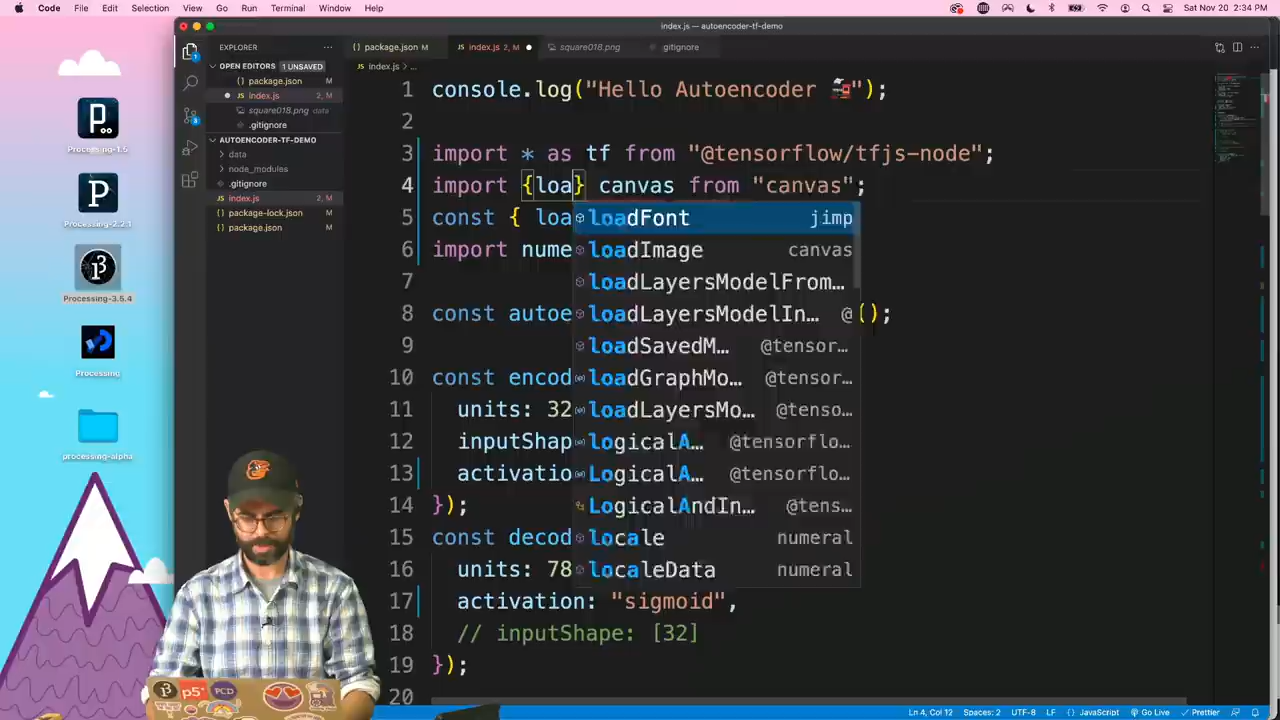 Code File Edit Selection View Go Run Terminal Window Help Sat Nov 20 2:34 PM
index.js — autoencoder-tf-demo
EXPLORER
package.json M
index.js 2, M
square018.png
.gitignore
OPEN EDITORS 1 UNSAVED
package.json M
index.js 2, M
square018.png data
.gitignore
AUTOENCODER-TF-DEMO
data
node_modules
.gitignore
index.js 2, M
package-lock.json M
package.json M
index.js > ...
1 console.log("Hello Autoencoder 🚂");
2
3 import * as tf from "@tensorflow/tfjs-node";
4 import {loa} canvas from "canvas";
5 const { loa
6 import nume
7
8 const autoe @();
9
10 const encod
11 units: 32
12 inputShap
13 activatio
14 });
15 const decod
16 units: 78
17 activation: "sigmoid",
18 // inputShape: [32]
19 });
20
loadFont jimp
loadImage canvas
loadLayersModelFrom…
loadLayersModelIn…
loadSavedM… @tensor…
loadGraphMo… @tensor…
loadLayersMo… @tenso…
logicalA… @tensorflo…
LogicalA… @tensorflo…
LogicalAndIn… @tens…
locale numeral
localeData numeral
Processing-1.5
Processing-2.2.1
Processing-3.5.4
Processing
processing-alpha
p5*
PCD
Ln 4, Col 12 Spaces: 2 UTF-8 LF {} JavaScript Go Live Prettier